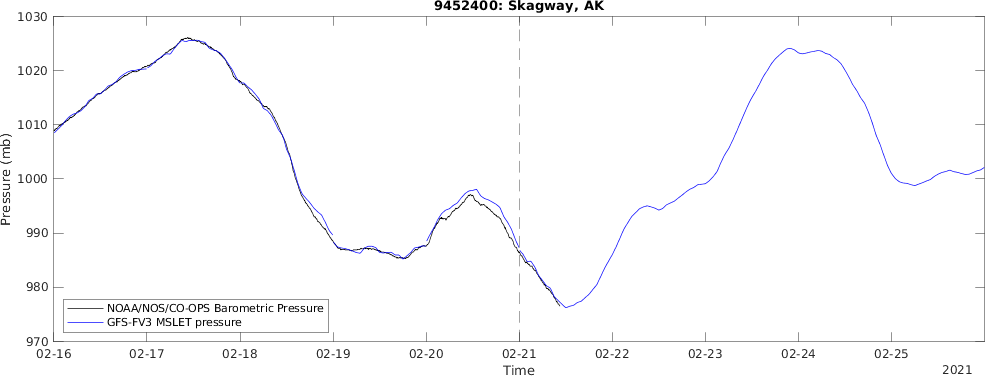 9452400: Skagway, AK
Pressure (mb)
1030
1020
1010
1000
990
980
970
NOAA/NOS/CO-OPS Barometric Pressure
GFS-FV3 MSLET pressure
02-16 02-17 02-18 02-19 02-20 02-21 02-22 02-23 02-24 02-25
Time
2021